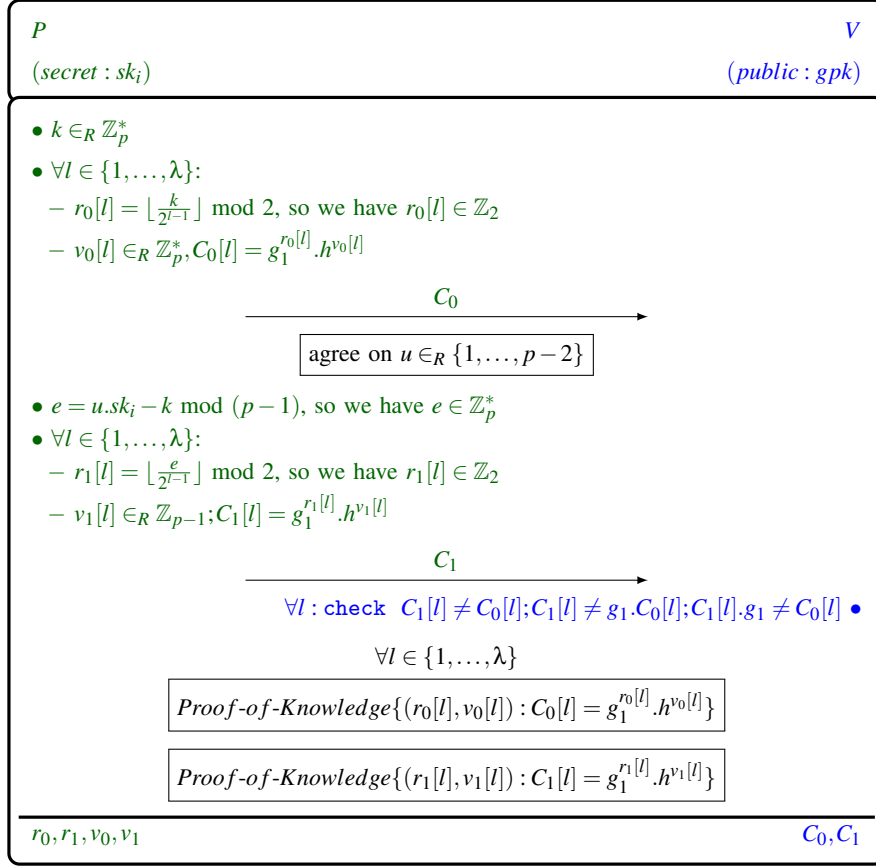 P V
(secret : sk_i) (public : gpk)
• k ∈_R ℤ_p^*
• ∀l ∈ {1,…,λ}:
– r_0[l] = ⌊k/2^{l−1}⌋ mod 2, so we have r_0[l] ∈ ℤ_2
– v_0[l] ∈_R ℤ_p^*, C_0[l] = g_1^{r_0[l]}.h^{v_0[l]}
C_0
agree on u ∈_R {1,…,p−2}
• e = u.sk_i − k mod (p−1), so we have e ∈ ℤ_p^*
• ∀l ∈ {1,…,λ}:
– r_1[l] = ⌊e/2^{l−1}⌋ mod 2, so we have r_1[l] ∈ ℤ_2
– v_1[l] ∈_R ℤ_{p−1}; C_1[l] = g_1^{r_1[l]}.h^{v_1[l]}
C_1
∀l : check C_1[l] ≠ C_0[l]; C_1[l] ≠ g_1.C_0[l]; C_1[l].g_1 ≠ C_0[l] •
∀l ∈ {1,…,λ}
Proof-of-Knowledge{(r_0[l], v_0[l]) : C_0[l] = g_1^{r_0[l]}.h^{v_0[l]}}
Proof-of-Knowledge{(r_1[l], v_1[l]) : C_1[l] = g_1^{r_1[l]}.h^{v_1[l]}}
r_0, r_1, v_0, v_1 C_0, C_1